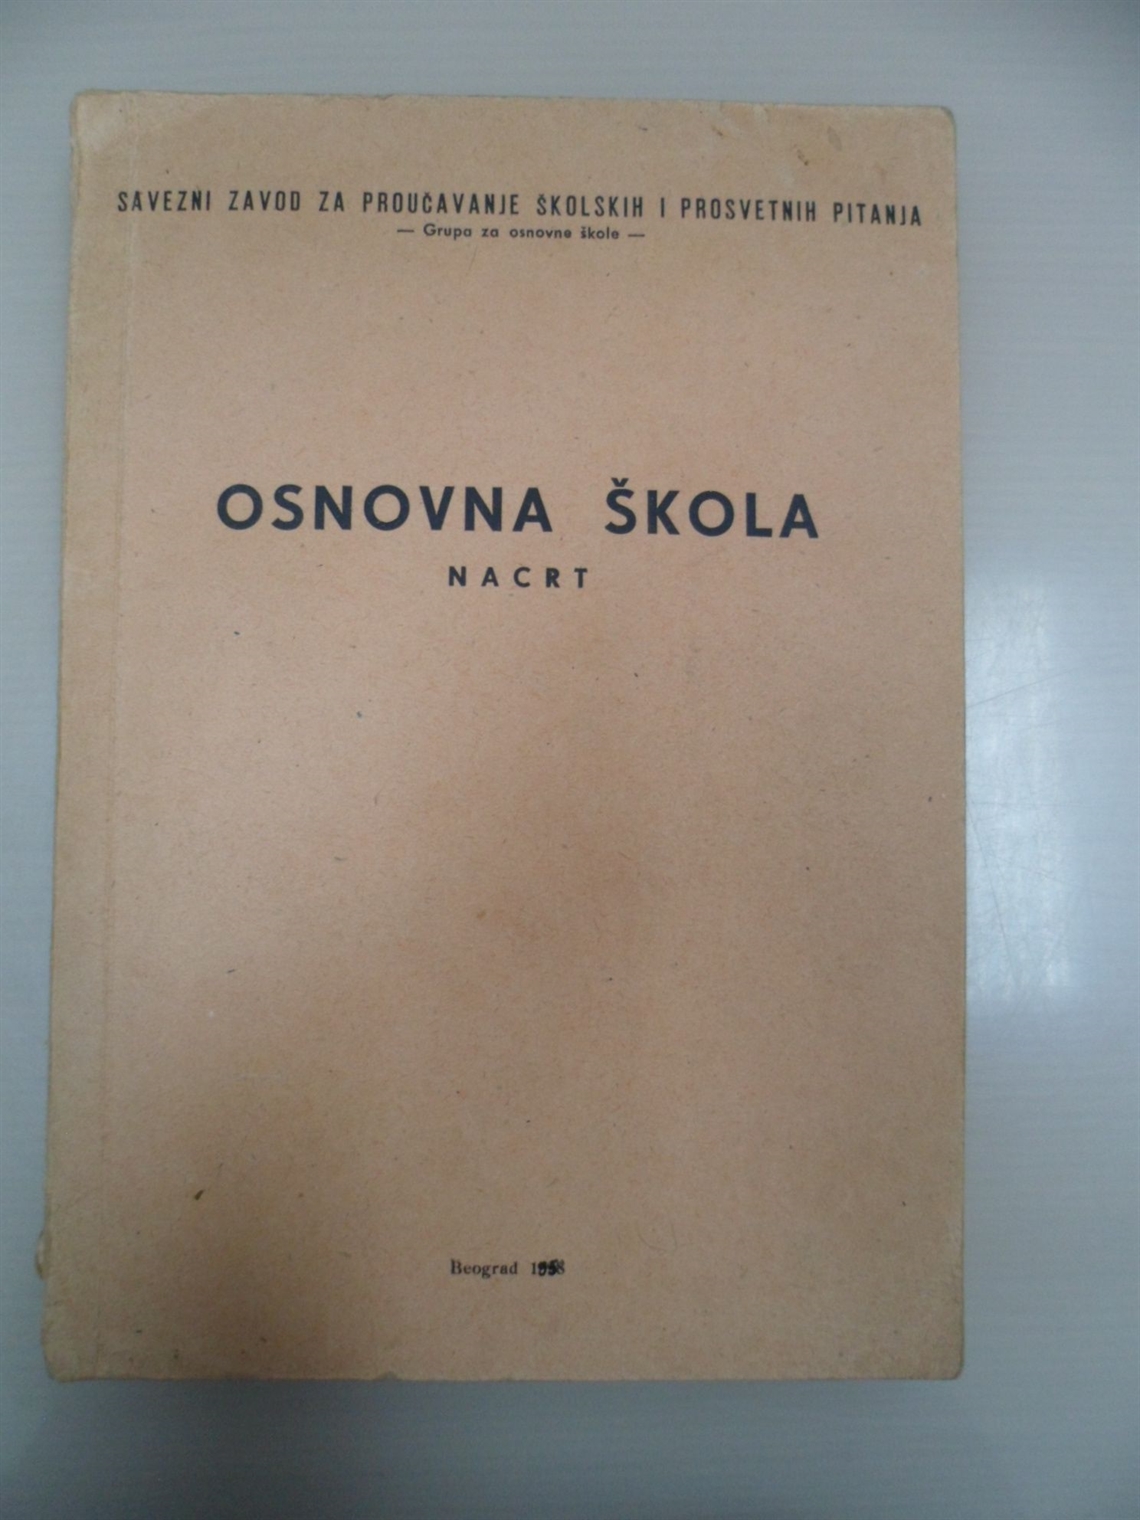 SAVEZNI ZAVOD ZA PROUČAVANJE ŠKOLSKIH I PROSVETNIH PITANJA
— Grupa za osnovne škole —
OSNOVNA ŠKOLA
NACRT
Beograd 1958